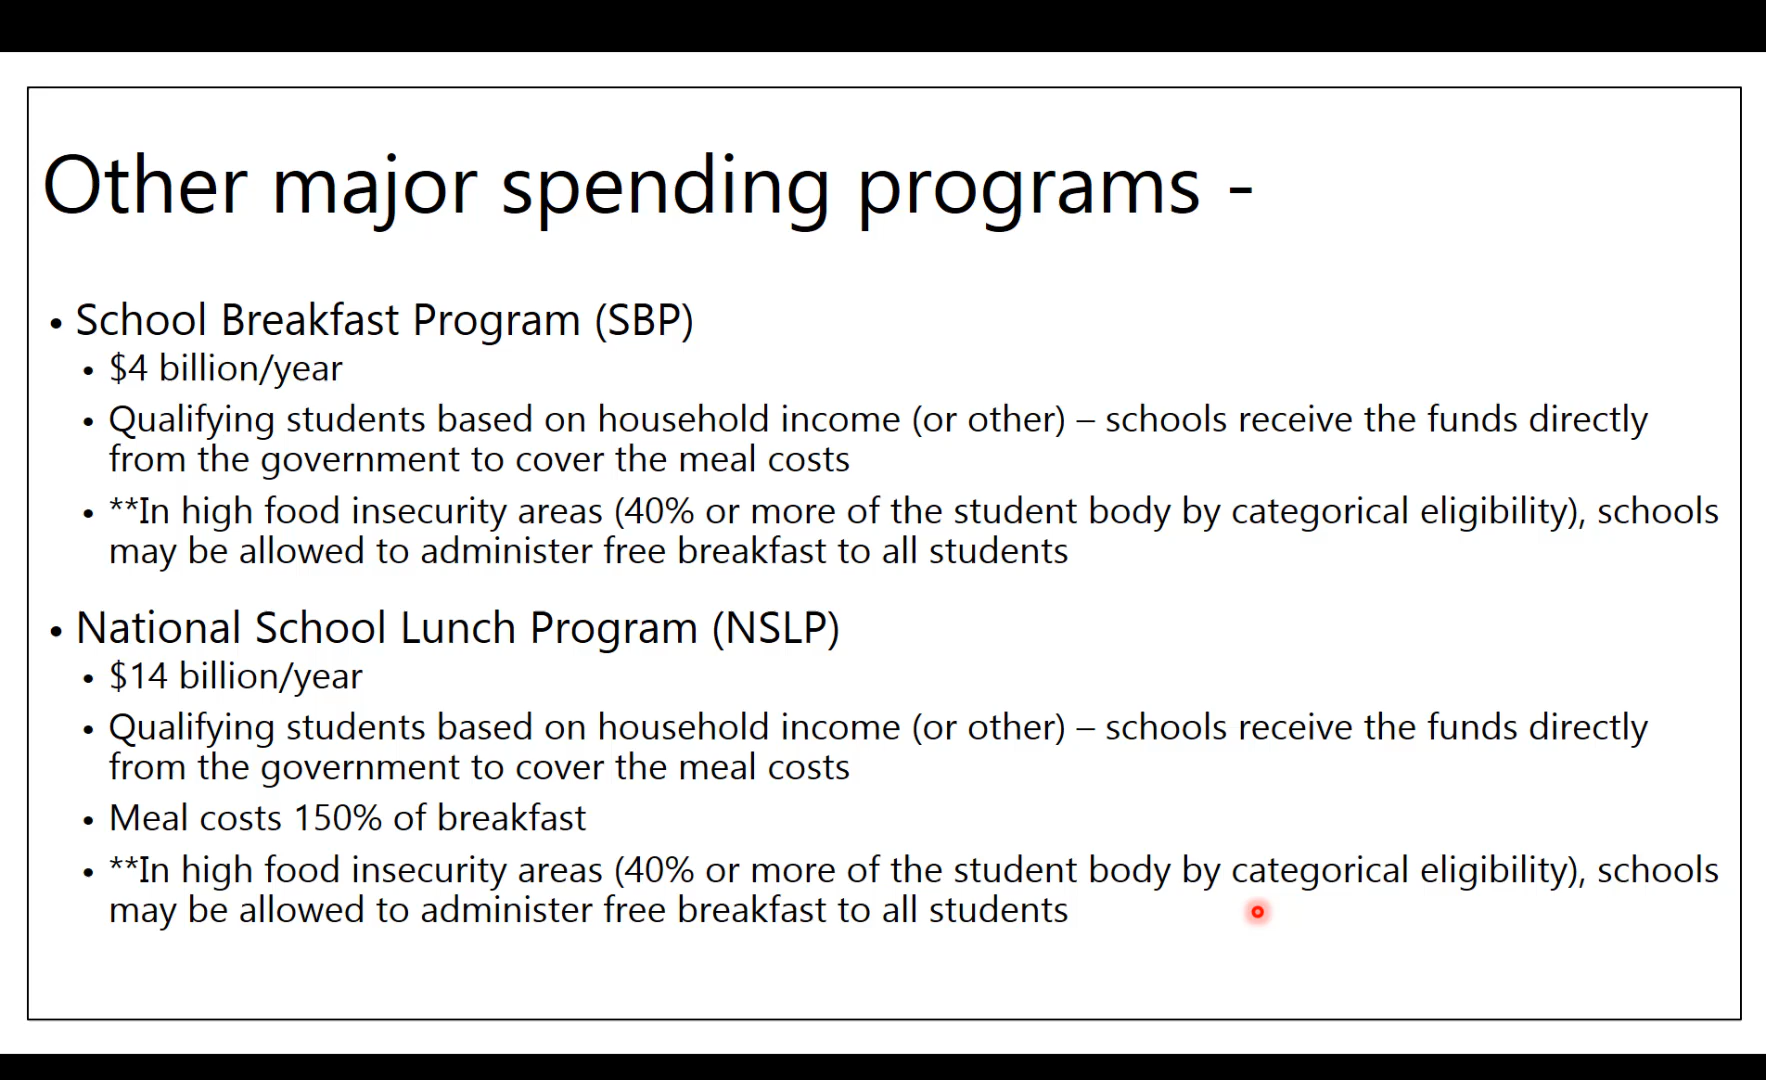 Other major spending programs -
• School Breakfast Program (SBP)
• $4 billion/year
• Qualifying students based on household income (or other) – schools receive the funds directly
from the government to cover the meal costs
• **In high food insecurity areas (40% or more of the student body by categorical eligibility), schools
may be allowed to administer free breakfast to all students
• National School Lunch Program (NSLP)
• $14 billion/year
• Qualifying students based on household income (or other) – schools receive the funds directly
from the government to cover the meal costs
• Meal costs 150% of breakfast
• **In high food insecurity areas (40% or more of the student body by categorical eligibility), schools
may be allowed to administer free breakfast to all students